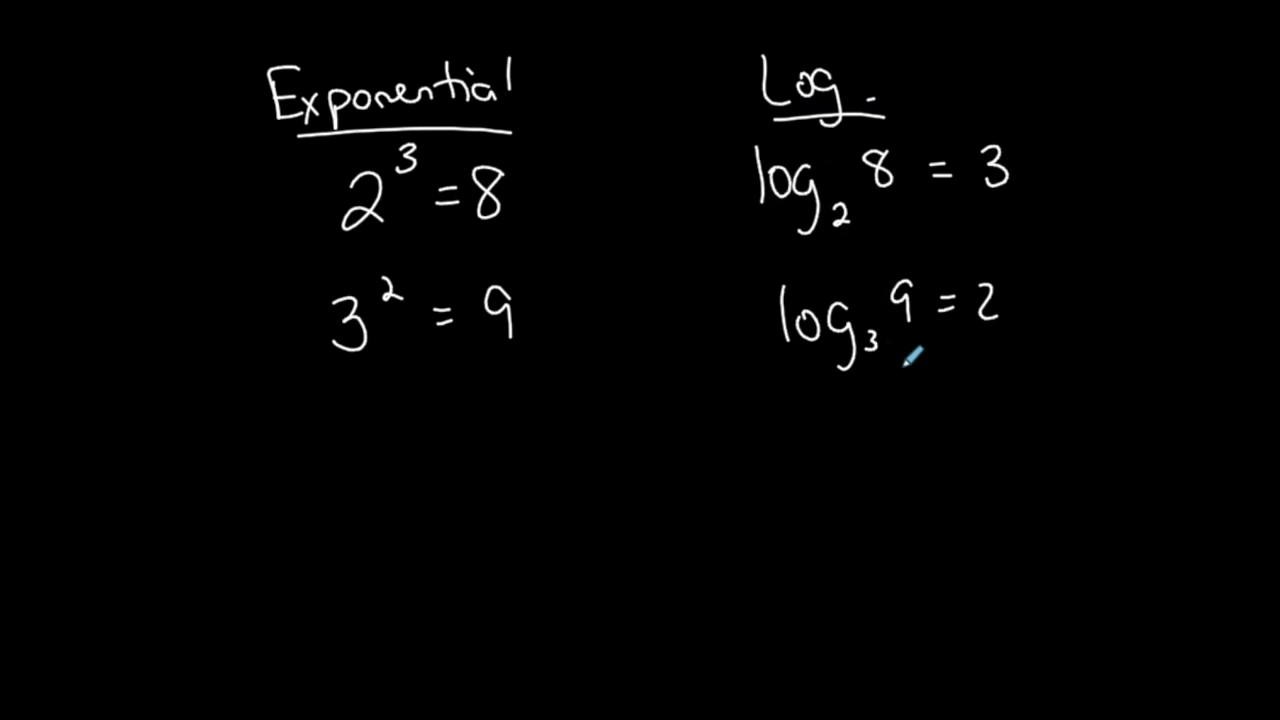 Exponential Log.
2³ = 8 log₂ 8 = 3
3² = 9 log₃ 9 = 2